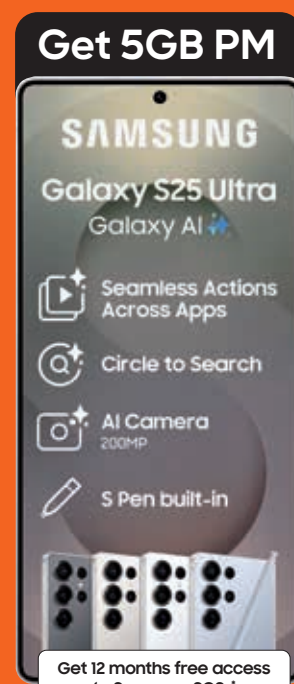 Get 5GB PM
SAMSUNG
Galaxy S25 Ultra
Galaxy AI
Seamless Actions
Across Apps
Circle to Search
AI Camera
200MP
S Pen built-in
Get 12 months free access